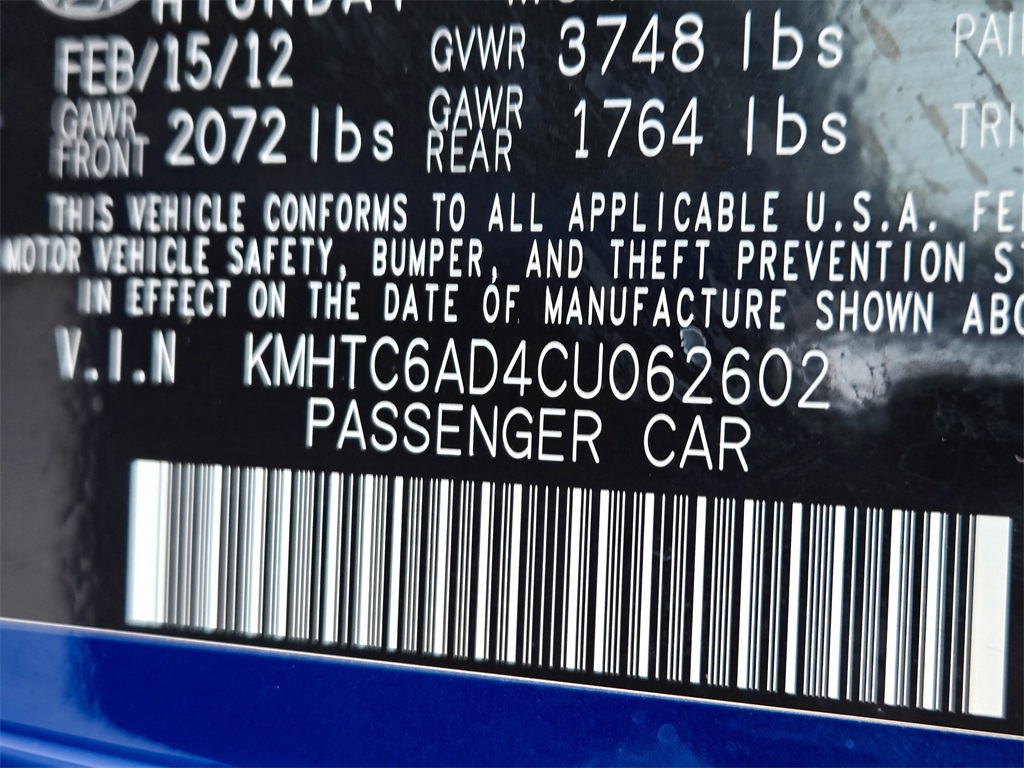 HYUNDAI
FEB/15/12 GVWR 3748 lbs
GAWR FRONT 2072 lbs GAWR REAR 1764 lbs
THIS VEHICLE CONFORMS TO ALL APPLICABLE U.S.A.
MOTOR VEHICLE SAFETY, BUMPER, AND THEFT PREVENTION
IN EFFECT ON THE DATE OF MANUFACTURE SHOWN
V.I.N KMHTC6AD4CU062602
PASSENGER CAR